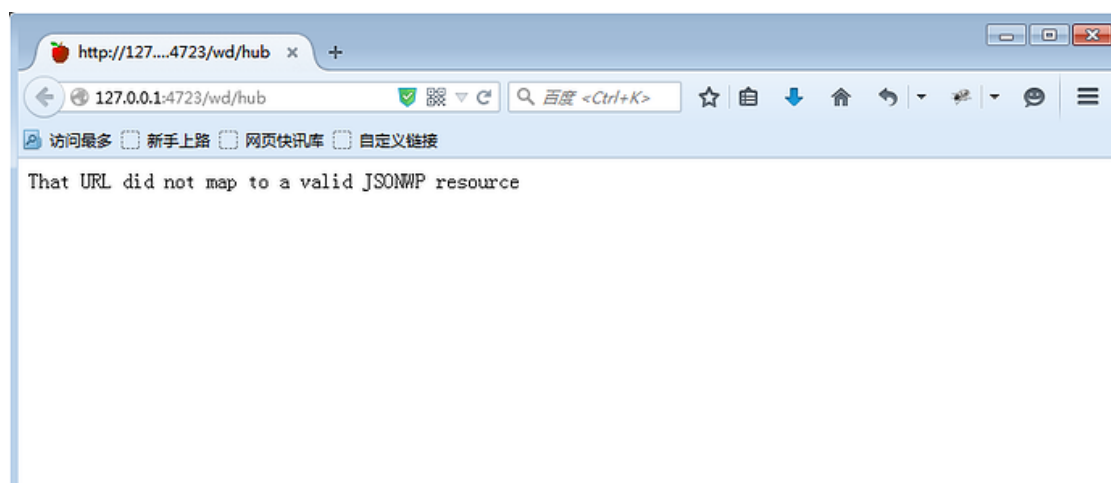 http://127....4723/wd/hub
127.0.0.1:4723/wd/hub
百度 <Ctrl+K>
访问最多 新手上路 网页快讯库 自定义链接
That URL did not map to a valid JSONWP resource